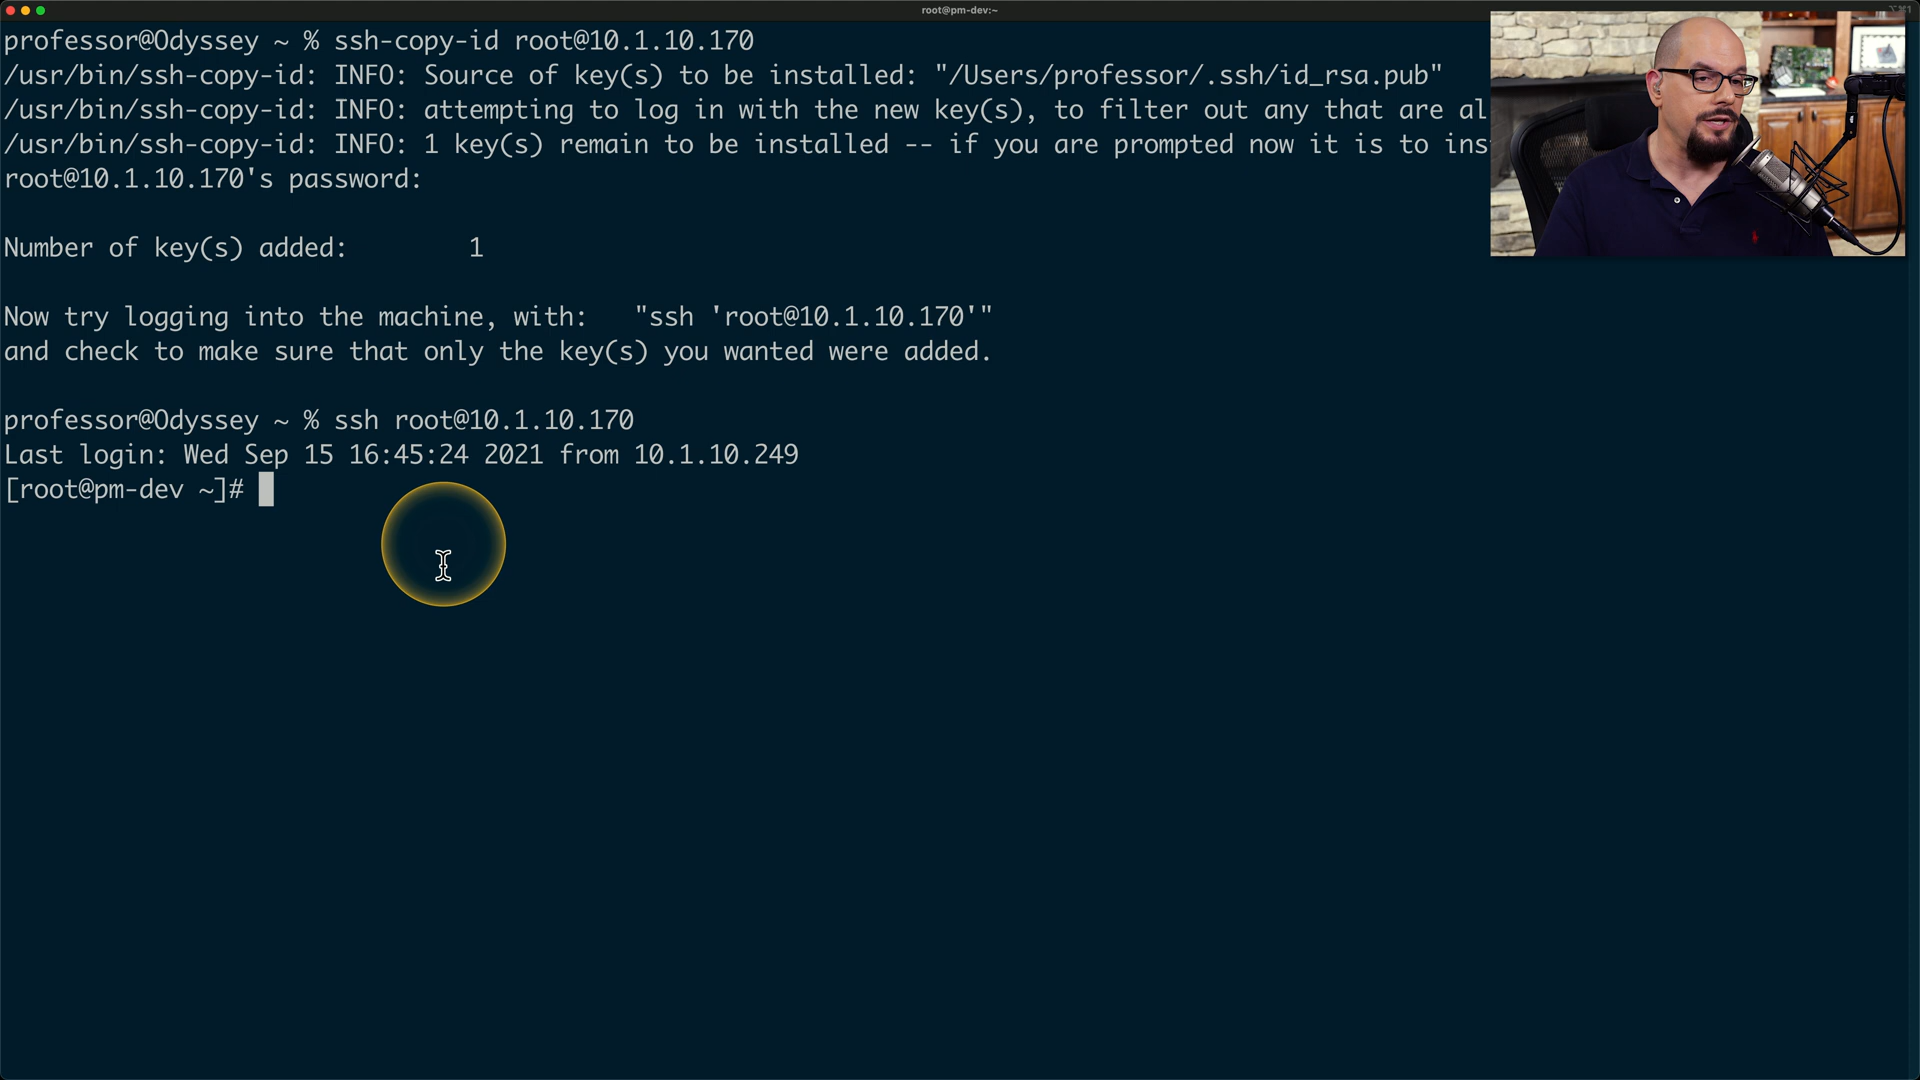 root@pm-dev:~
professor@Odyssey ~ % ssh-copy-id root@10.1.10.170
/usr/bin/ssh-copy-id: INFO: Source of key(s) to be installed: "/Users/professor/.ssh/id_rsa.pub"
/usr/bin/ssh-copy-id: INFO: attempting to log in with the new key(s), to filter out any that are al
/usr/bin/ssh-copy-id: INFO: 1 key(s) remain to be installed -- if you are prompted now it is to ins
root@10.1.10.170's password:
Number of key(s) added:        1
Now try logging into the machine, with:   "ssh 'root@10.1.10.170'"
and check to make sure that only the key(s) you wanted were added.
professor@Odyssey ~ % ssh root@10.1.10.170
Last login: Wed Sep 15 16:45:24 2021 from 10.1.10.249
[root@pm-dev ~]#